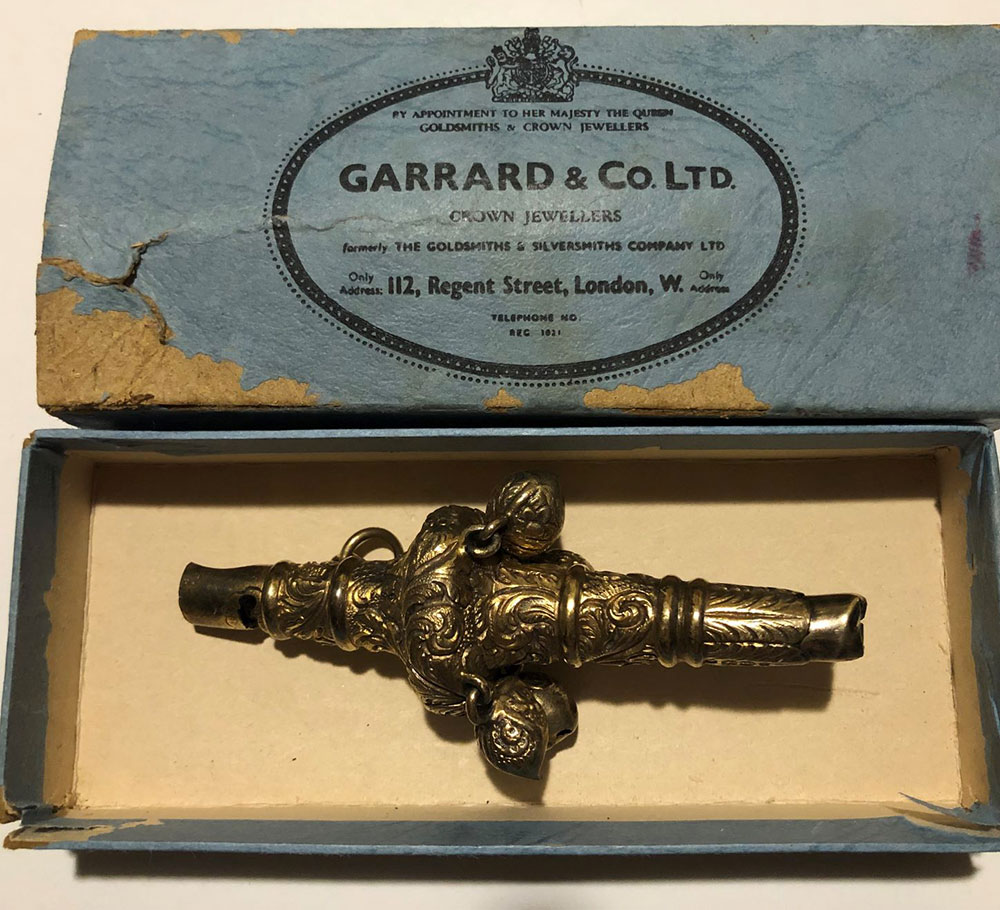 BY APPOINTMENT TO HER MAJESTY THE QUEEN
GOLDSMITHS & CROWN JEWELLERS
GARRARD & CO. LTD.
CROWN JEWELLERS
formerly THE GOLDSMITHS & SILVERSMITHS COMPANY LTD
Only Address: 112, Regent Street, London, W. Only Address
TELEPHONE NO.
REG 1021